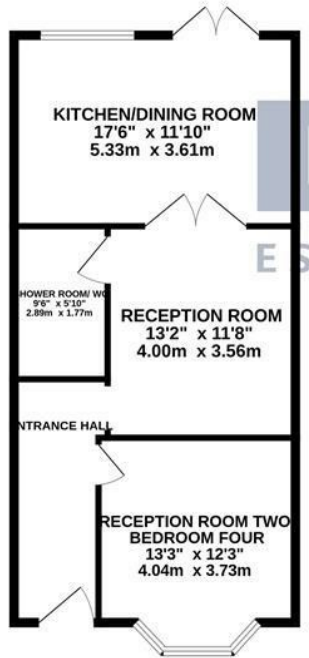 KITCHEN/DINING ROOM
17'6" x 11'10"
5.33m x 3.61m
E S
HOWER ROOM/ WC
9'6" x 5'10"
2.89m x 1.77m
RECEPTION ROOM
13'2" x 11'8"
4.00m x 3.56m
NTRANCE HALL
RECEPTION ROOM TWO
BEDROOM FOUR
13'3" x 12'3"
4.04m x 3.73m